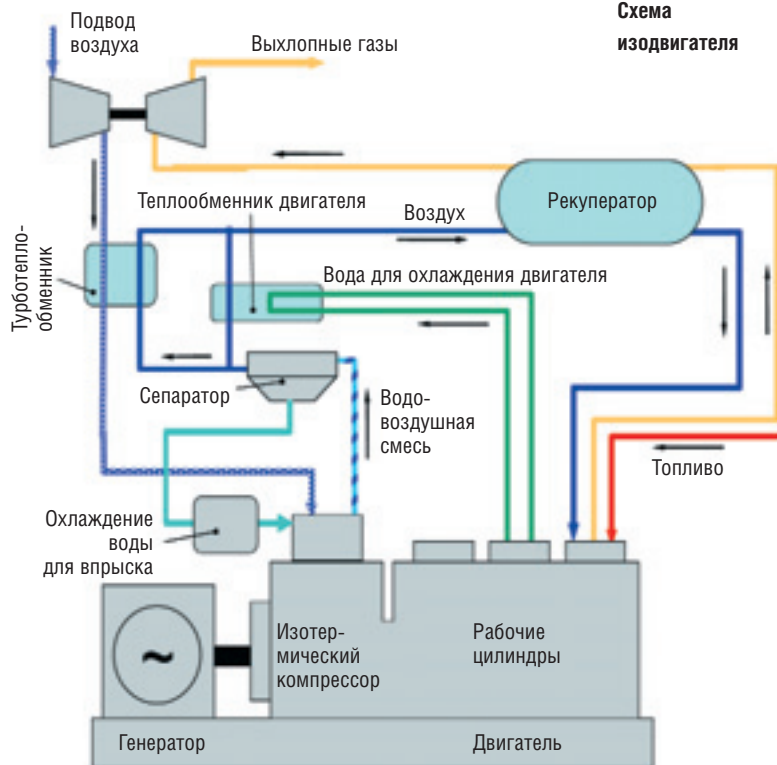 Схема
изодвигателя
Подвод
воздуха
Выхлопные газы
Теплообменник двигателя
Воздух
Рекуператор
Турботепло-
обменник
Вода для охлаждения двигателя
Сепаратор
Водо-
воздушная
смесь
Топливо
Охлаждение
воды
для впрыска
~
Изотер-
мический
компрессор
Рабочие
цилиндры
Генератор
Двигатель